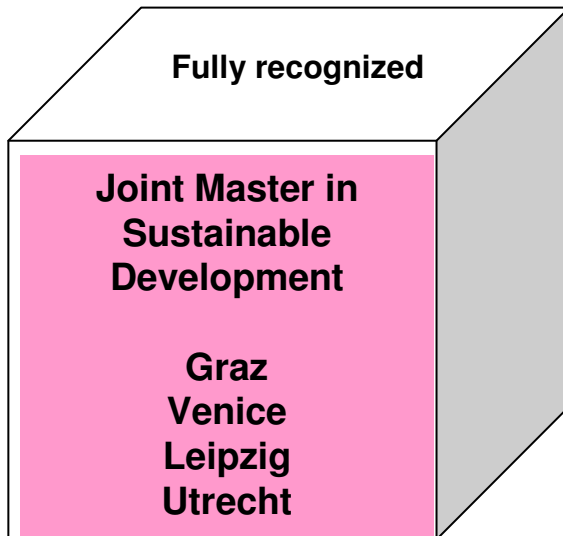 Fully recognized
Joint Master in
Sustainable
Development
Graz
Venice
Leipzig
Utrecht